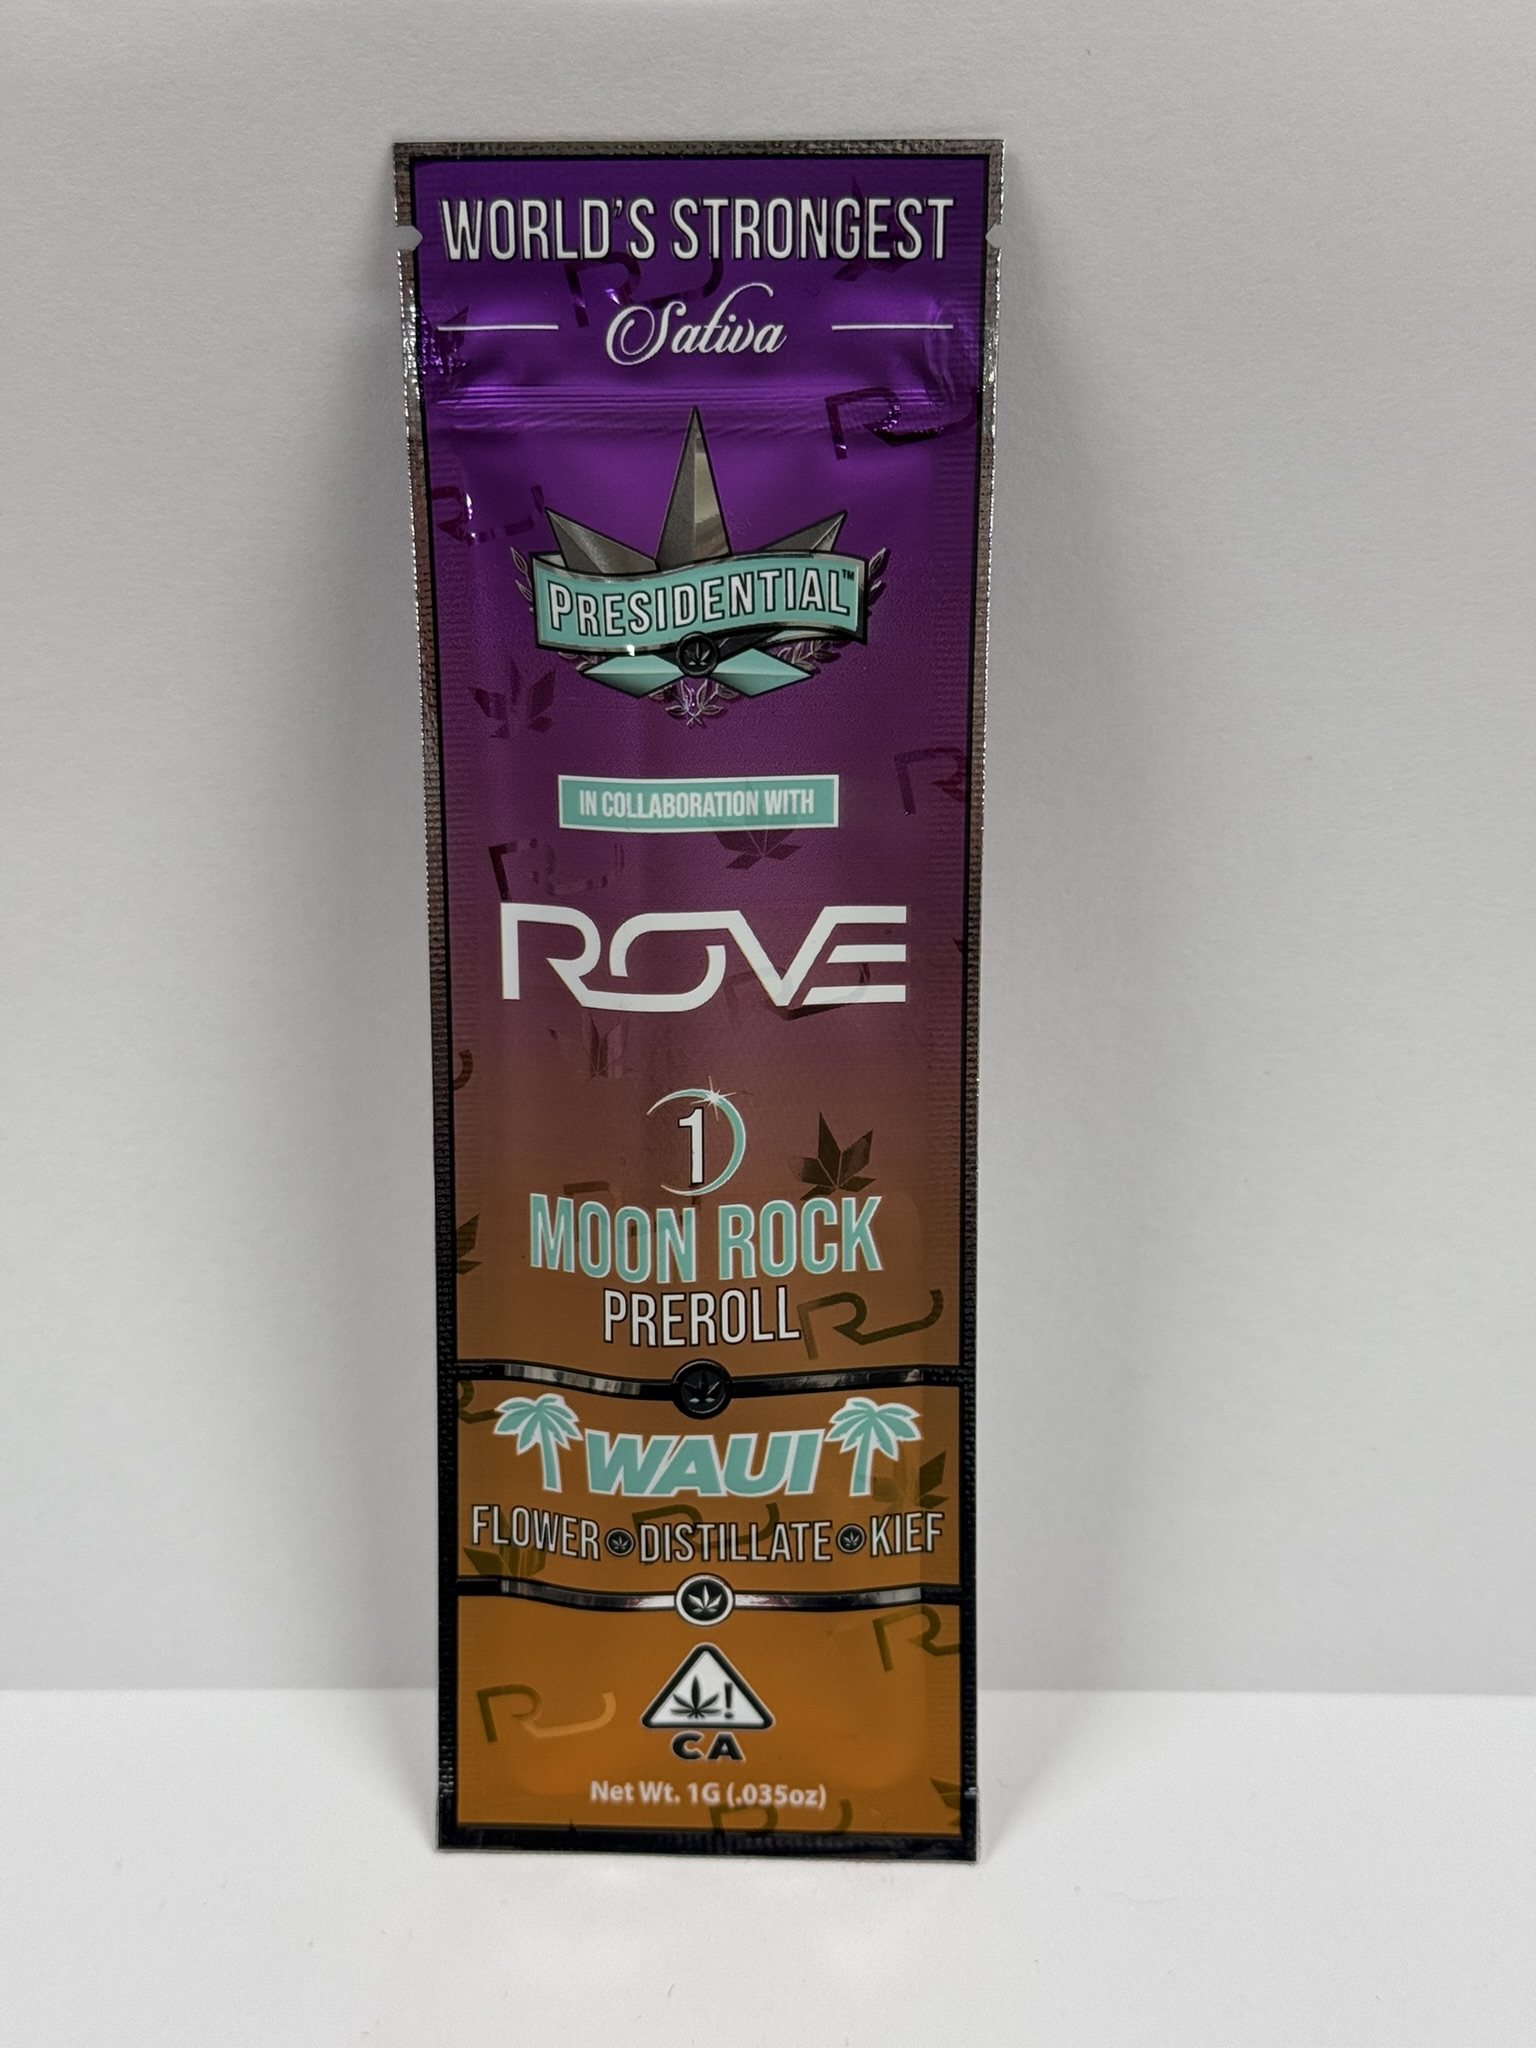 WORLD'S STRONGEST
Sativa
PRESIDENTIAL™
IN COLLABORATION WITH
ROVE
1
MOON ROCK
PREROLL
WAUI
FLOWER DISTILLATE KIEF
!
CA
Net Wt. 1G (.035oz)